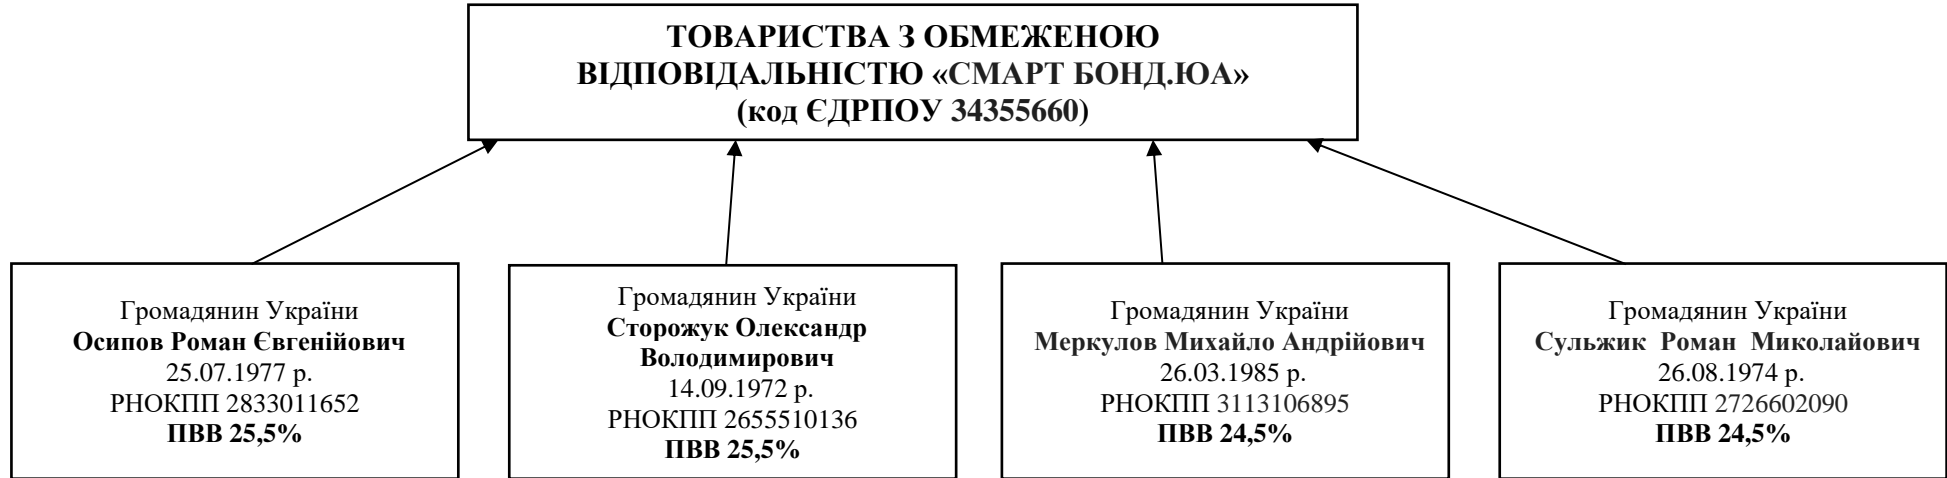 ТОВАРИСТВА З ОБМЕЖЕНОЮ
ВІДПОВІДАЛЬНІСТЮ «СМАРТ БОНД.ЮА»
(код ЄДРПОУ 34355660)
Громадянин України
Осипов Роман Євгенійович
25.07.1977 р.
РНОКПП 2833011652
ПВВ 25,5%
Громадянин України
Сторожук Олександр
Володимирович
14.09.1972 р.
РНОКПП 2655510136
ПВВ 25,5%
Громадянин України
Меркулов Михайло Андрійович
26.03.1985 р.
РНОКПП 3113106895
ПВВ 24,5%
Громадянин України
Сульжик Роман Миколайович
26.08.1974 р.
РНОКПП 2726602090
ПВВ 24,5%